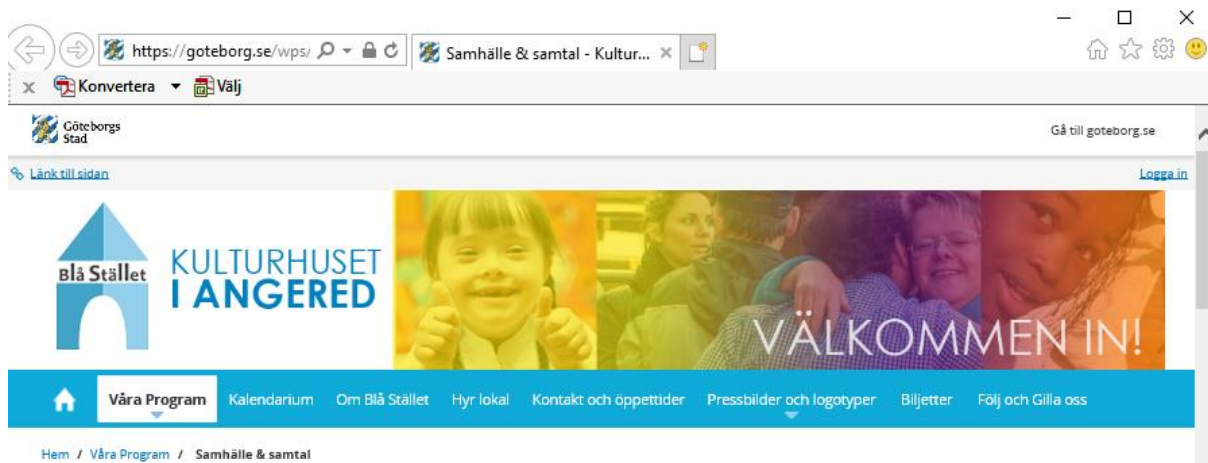 https://goteborg.se/wps/
Samhälle & samtal - Kultur...
x Konvertera Välj
Göteborgs
Stad
Gå till goteborg.se
Länk till sidan
Logga in
Blå Stället
KULTURHUSET
I ANGERED
VÄLKOMMEN IN!
Våra Program Kalendarium Om Blå Stället Hyr lokal Kontakt och öppettider Pressbilder och logotyper Biljetter Följ och Gilla oss
Hem / Våra Program / Samhälle & samtal